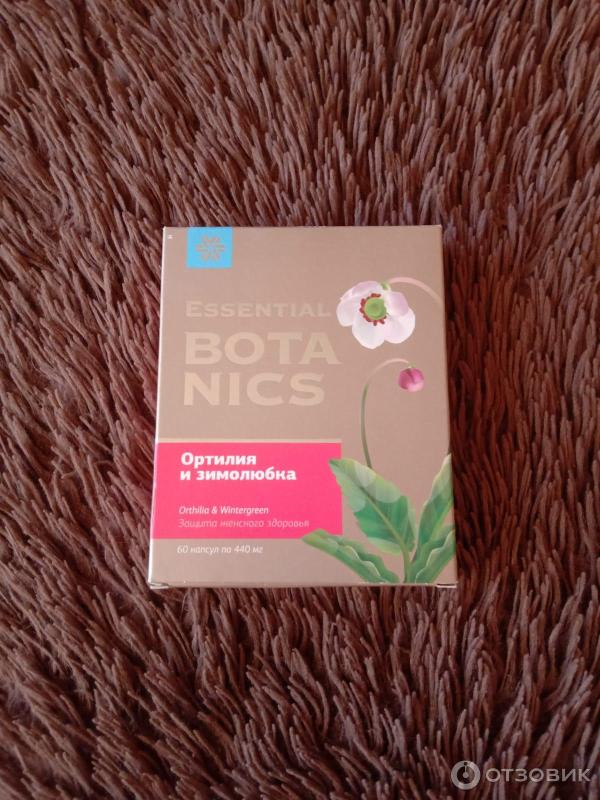 ESSENTIAL
BOTA
NICS
Ортилия
и зимолюбка
Orthilia & Wintergreen
Защита женского здоровья
60 капсул по 440 мг
ОТЗОВИК